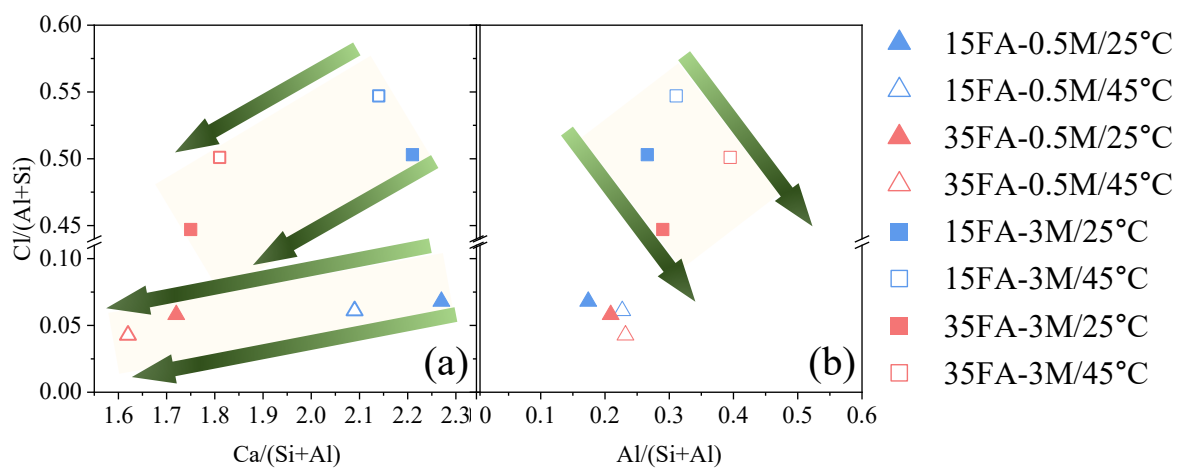 0.60
0.55
0.50
0.45
0.10
0.05
0.00
Cl/(Al+Si)
1.6 1.7 1.8 1.9 2.0 2.1 2.2 2.3
Ca/(Si+Al)
(a)
0 0.1 0.2 0.3 0.4 0.5 0.6
Al/(Si+Al)
(b)
15FA-0.5M/25°C
15FA-0.5M/45°C
35FA-0.5M/25°C
35FA-0.5M/45°C
15FA-3M/25°C
15FA-3M/45°C
35FA-3M/25°C
35FA-3M/45°C